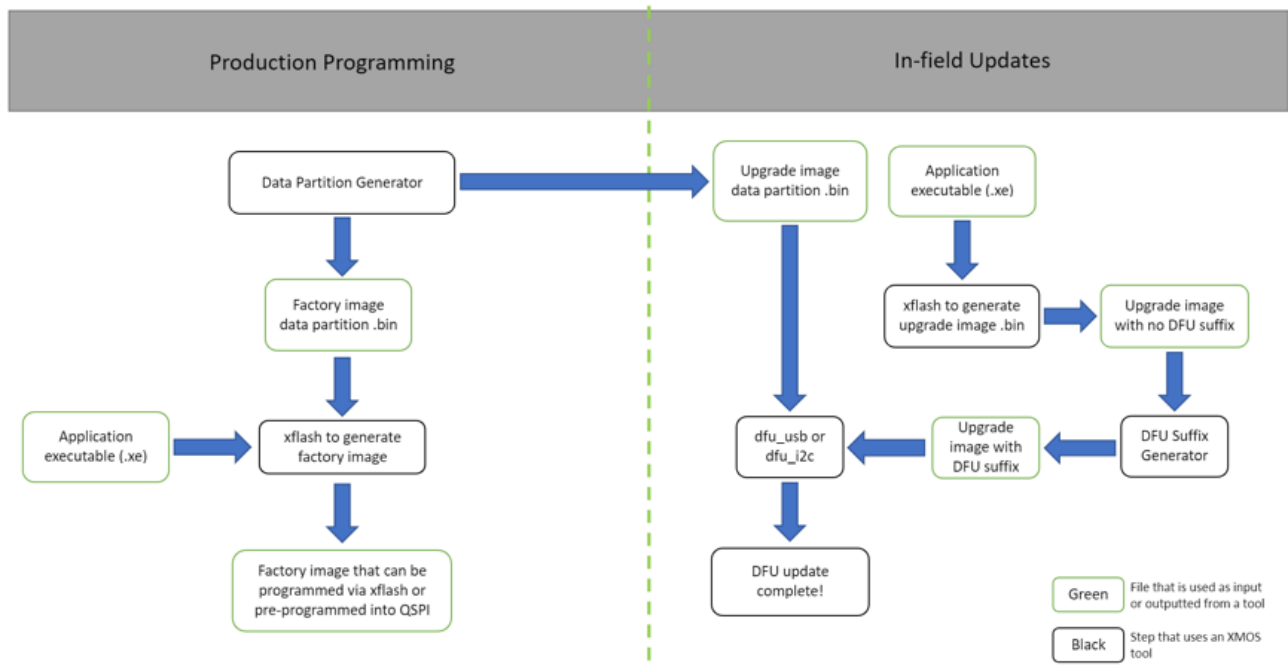 Production Programming
In-field Updates
Data Partition Generator
Upgrade image
data partition .bin
Application
executable (.xe)
Factory image
data partition .bin
xflash to generate
upgrade image .bin
Upgrade image
with no DFU suffix
Application
executable (.xe)
xflash to generate
factory image
dfu_usb or
dfu_i2c
Upgrade
image with
DFU suffix
DFU Suffix
Generator
Factory image that can be
programmed via xflash or
pre-programmed into QSPI
DFU update
complete!
Green
File that is used as input
or outputted from a tool
Black
Step that uses an XMOS
tool